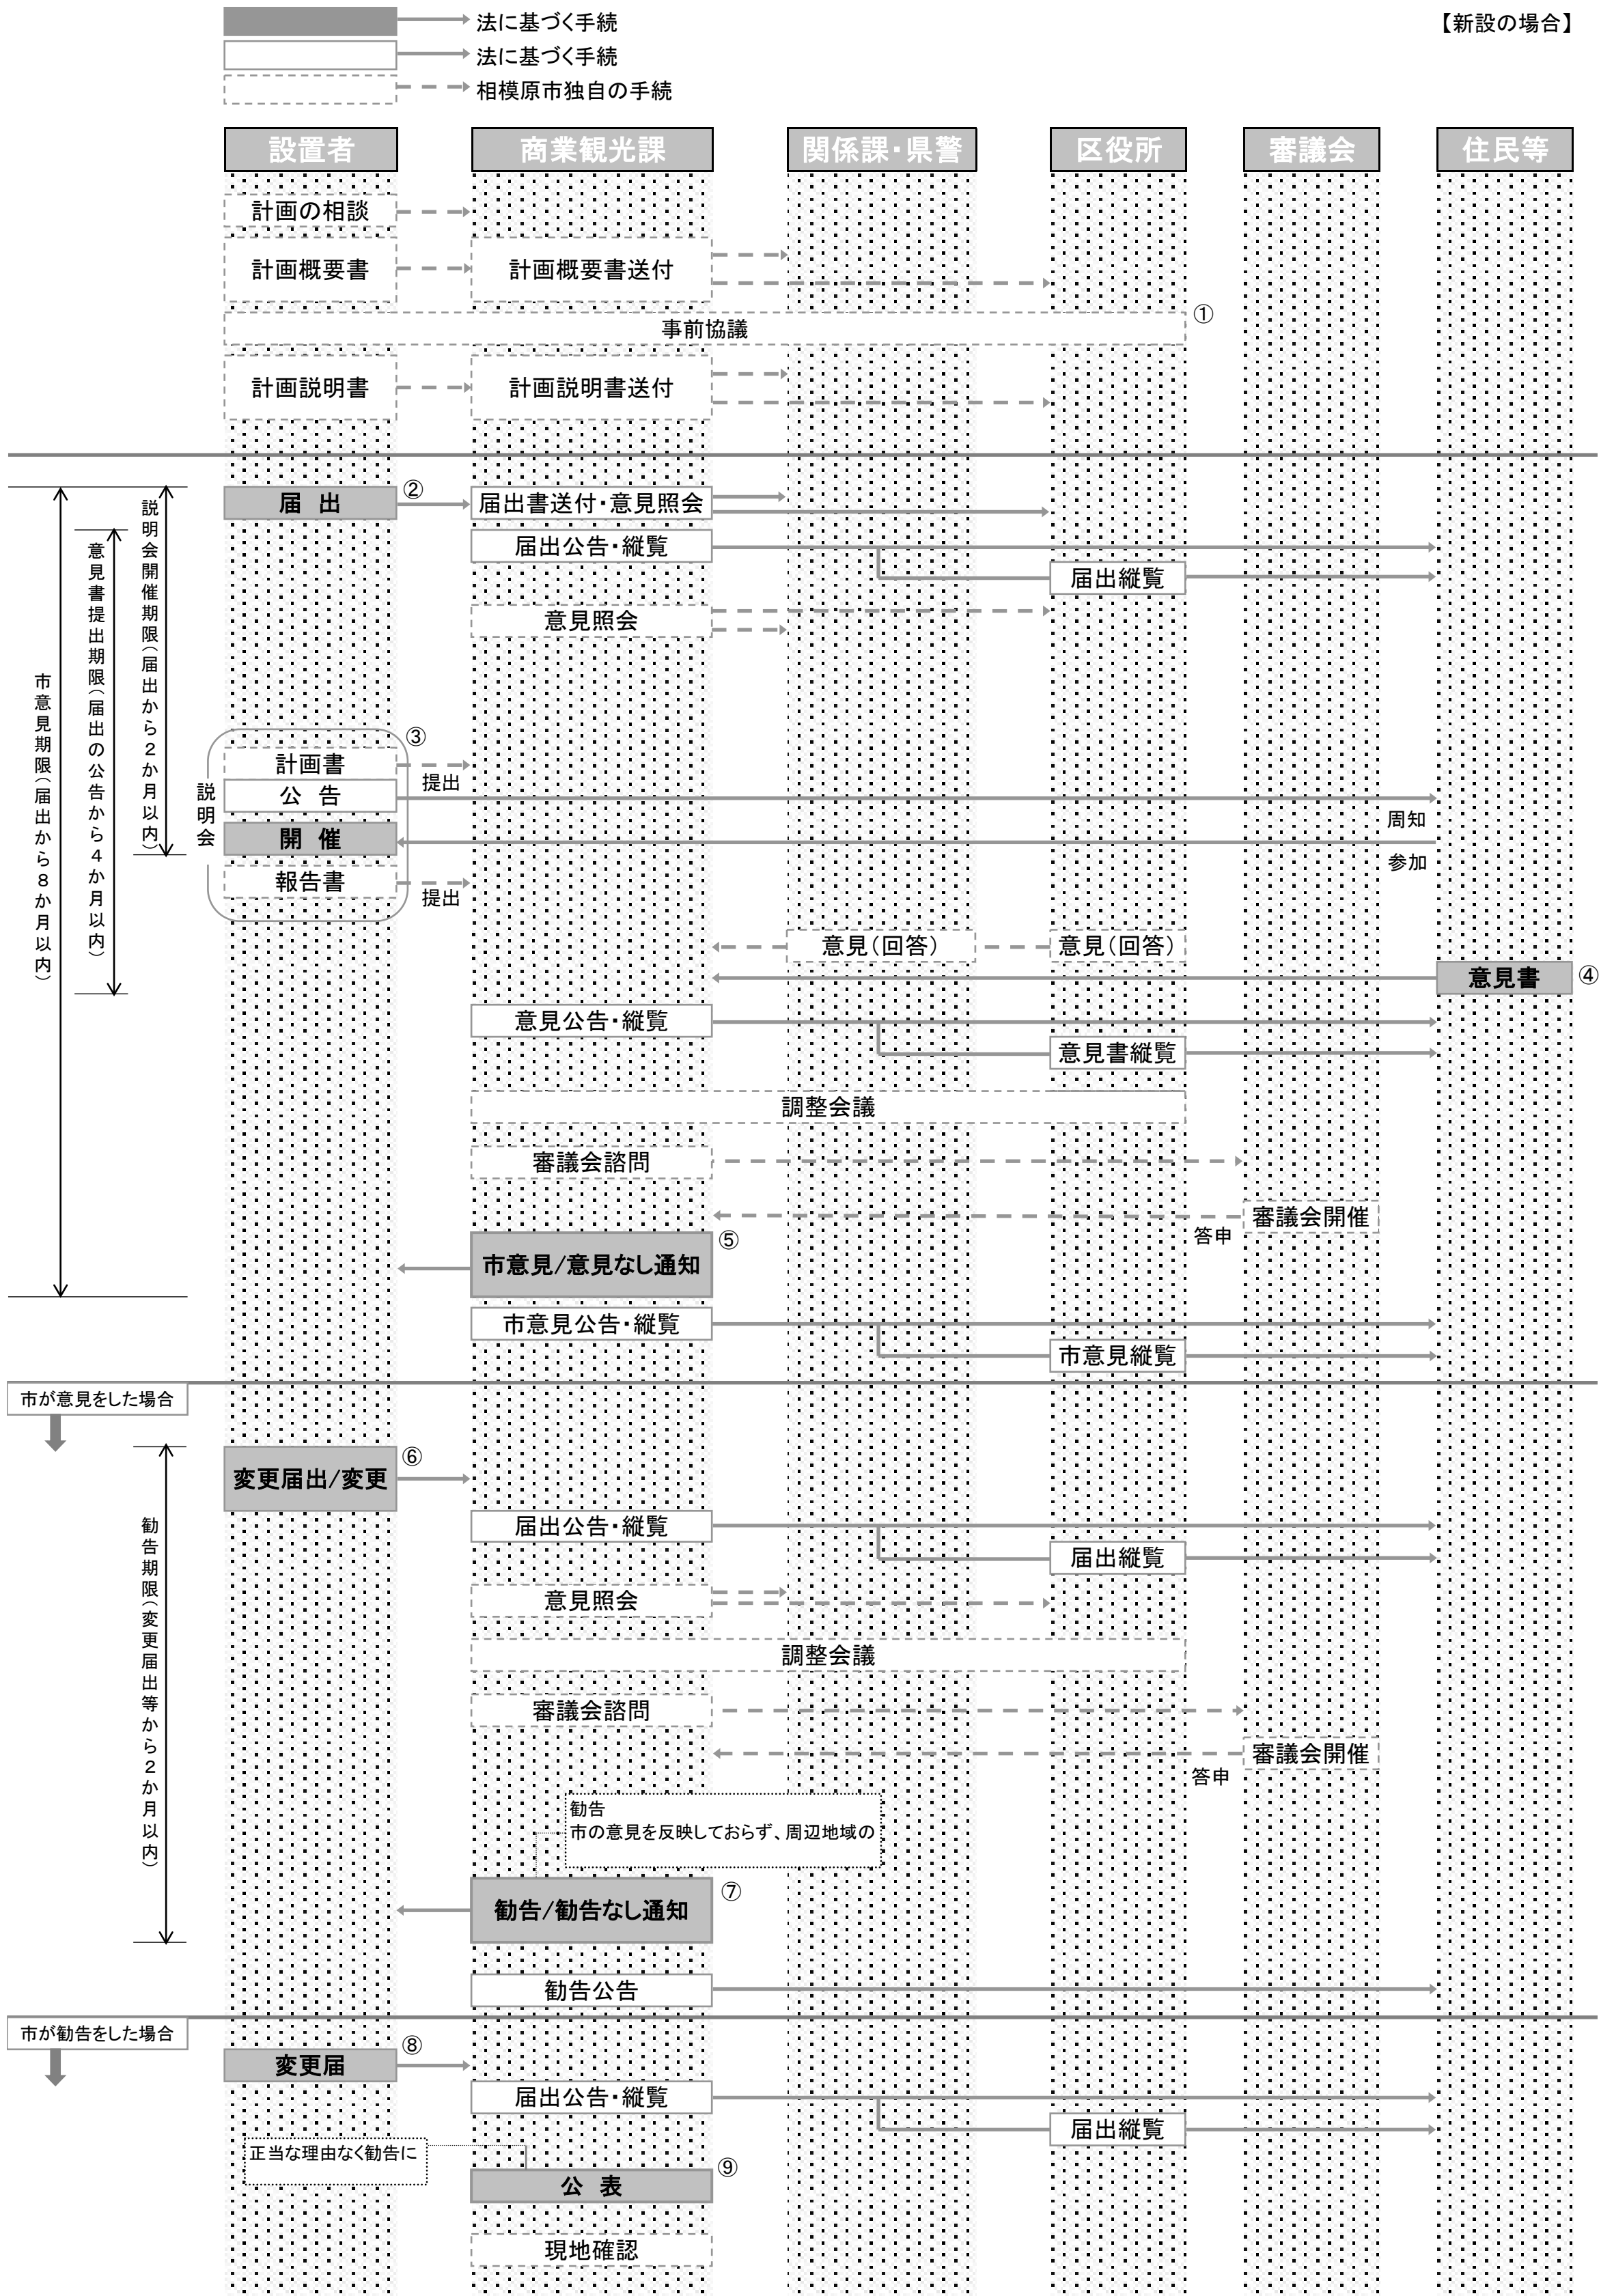 法に基づく手続
【新設の場合】
法に基づく手続
相模原市独自の手続
設置者
商業観光課
関係課・県警
区役所
審議会
住民等
計画の相談
計画概要書
計画概要書送付
①
事前協議
計画説明書
計画説明書送付
市意見期限（届出から８か月以内）
意見書提出期限（届出の公告から４か月以内）
説明会開催期限（届出から２か月以内）
届　出
②
届出書送付・意見照会
届出公告・縦覧
届出縦覧
意見照会
説明会
③
計画書
提出
公　告
周知
開　催
参加
報告書
提出
意見（回答）
意見（回答）
意見書
④
意見公告・縦覧
意見書縦覧
調整会議
審議会諮問
審議会開催
答申
⑤
市意見/意見なし通知
市意見公告・縦覧
市意見縦覧
市が意見をした場合
勧告期限（変更届出等から２か月以内）
変更届出/変更
⑥
届出公告・縦覧
届出縦覧
意見照会
調整会議
審議会諮問
審議会開催
答申
勧告
市の意見を反映しておらず、周辺地域の
⑦
勧告/勧告なし通知
勧告公告
市が勧告をした場合
変更届
⑧
届出公告・縦覧
届出縦覧
正当な理由なく勧告に
⑨
公　表
現地確認